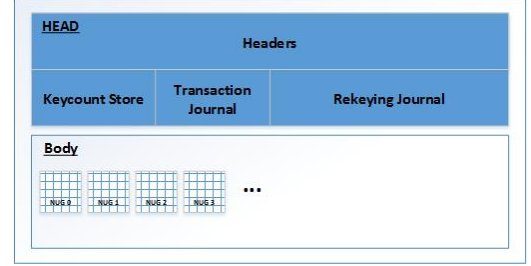 HEAD
Headers
Keycount Store
Transaction
Journal
Rekeying Journal
Body
NUG 0 NUG 1 NUG 2 NUG 3 ...